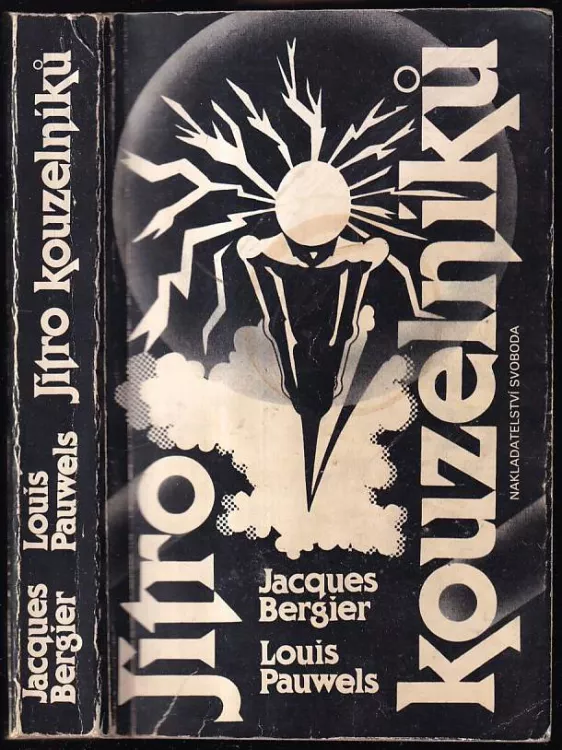 Jacques
Bergier
Louis
Pauwels
Jitro kouzelníků
Jitro
kouzelníků
NAKLADATELSTVÍ SVOBODA
Jacques
Bergier
Louis
Pauwels